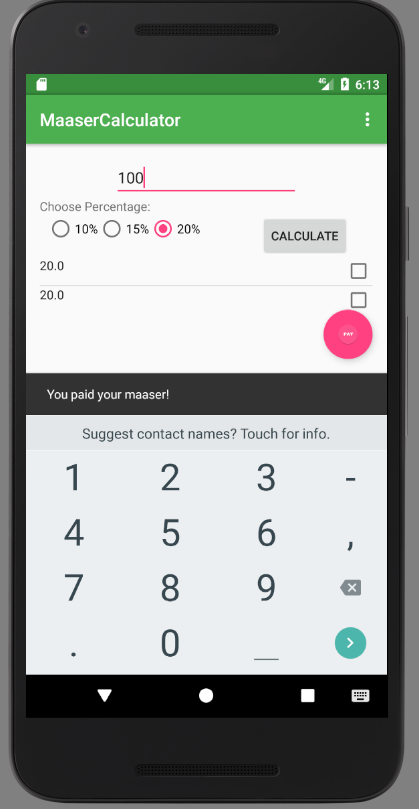 4G 6:13
MaaserCalculator
100
Choose Percentage:
10% 15% 20%
CALCULATE
20.0
20.0
PAY
You paid your maaser!
Suggest contact names? Touch for info.
1 2 3 -
4 5 6 ,
7 8 9
. 0 _